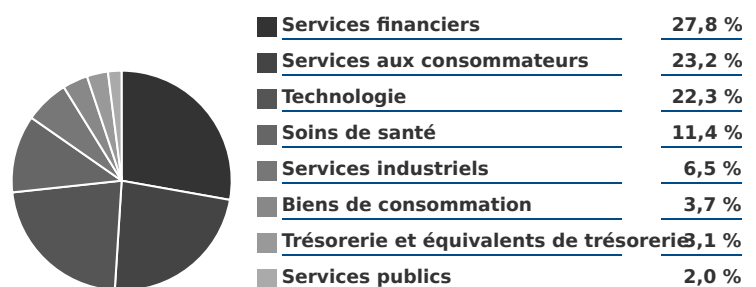 Services financiers 27,8 %
Services aux consommateurs 23,2 %
Technologie 22,3 %
Soins de santé 11,4 %
Services industriels 6,5 %
Biens de consommation 3,7 %
Trésorerie et équivalents de trésorerie 3,1 %
Services publics 2,0 %